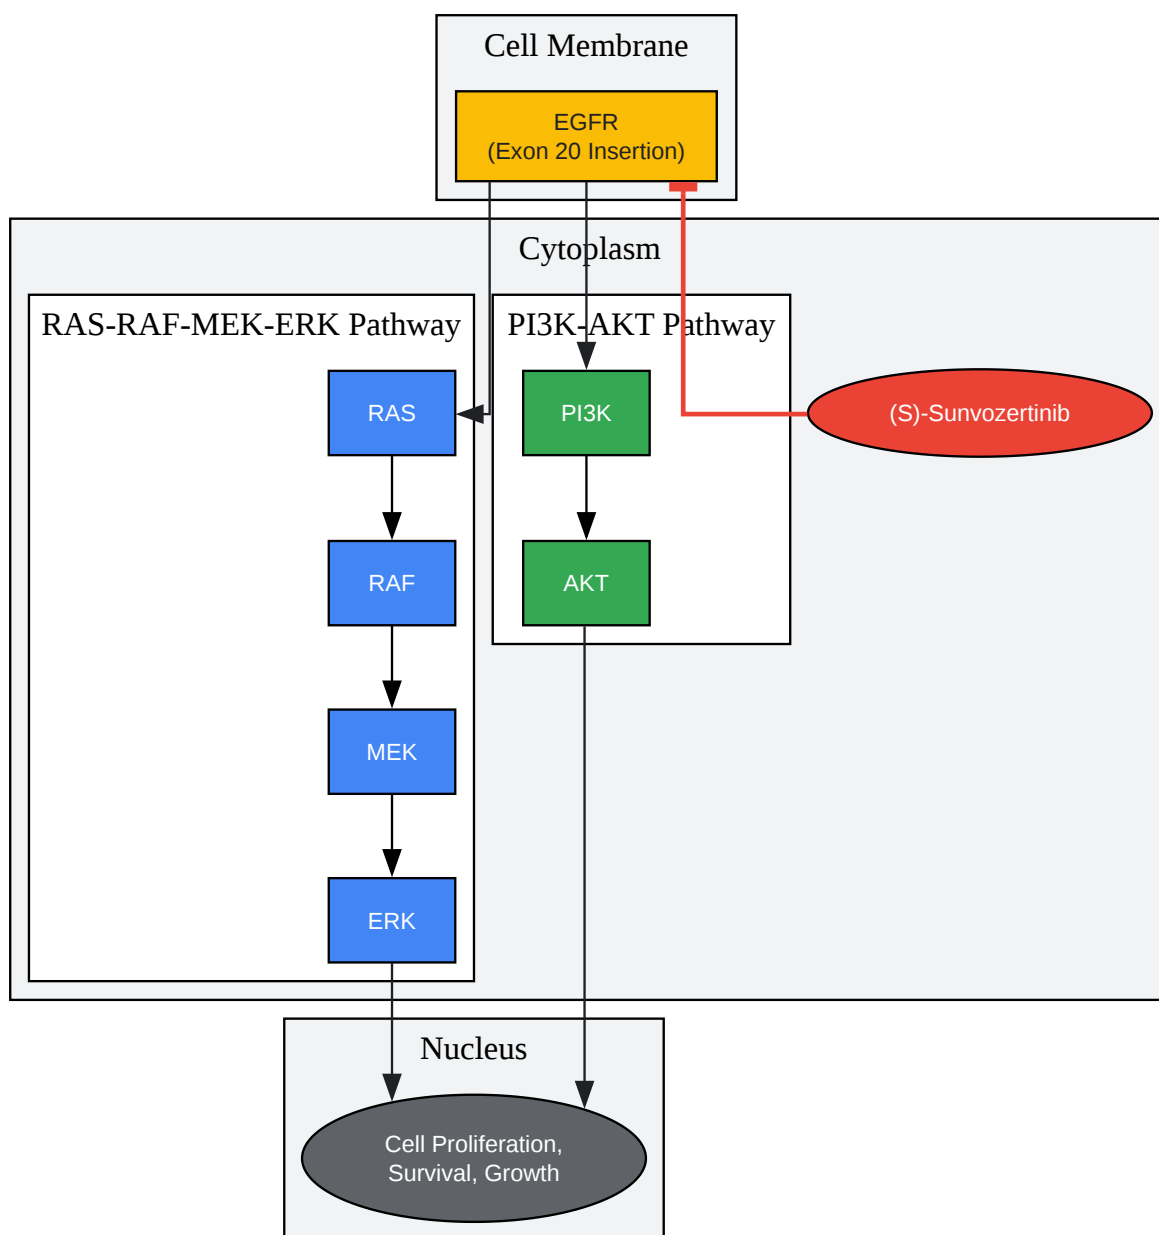 Cell Membrane
EGFR
(Exon 20 Insertion)
Cytoplasm
RAS-RAF-MEK-ERK Pathway
PI3K-AKT Pathway
RAS
PI3K
(S)-Sunvozertinib
RAF
AKT
MEK
ERK
Nucleus
Cell Proliferation,
Survival, Growth